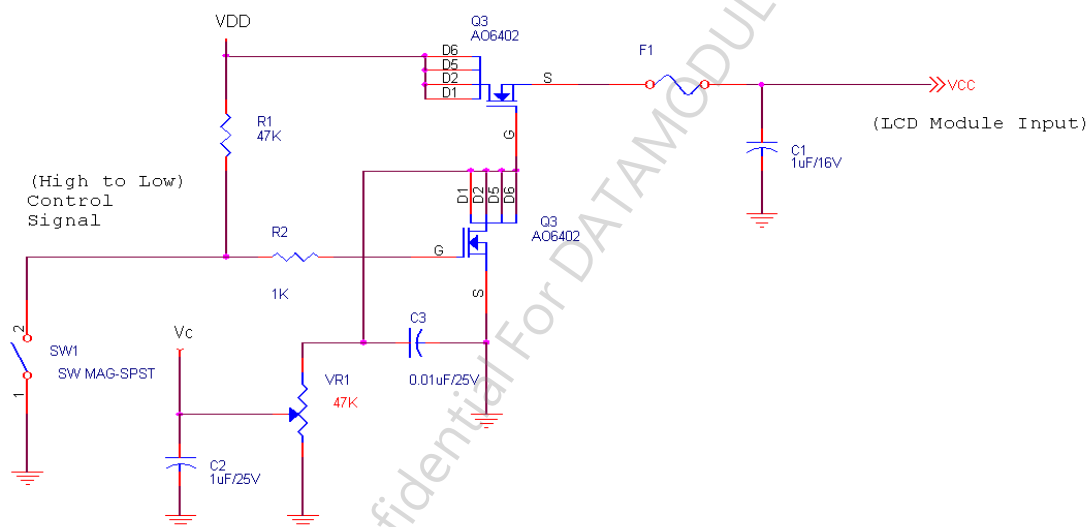 VDD
Q3
AO6402
D6
D5
D2
D1
S
G
F1
VCC
(LCD Module Input)
C1
1uF/16V
R1
47K
(High to Low)
Control
Signal
D1
D2
D5
D6
Q3
AO6402
G
S
R2
1K
2
SW1
SW MAG-SPST
1
Vc
C3
0.01uF/25V
VR1
47K
C2
1uF/25V
fidential For DATAMODUL